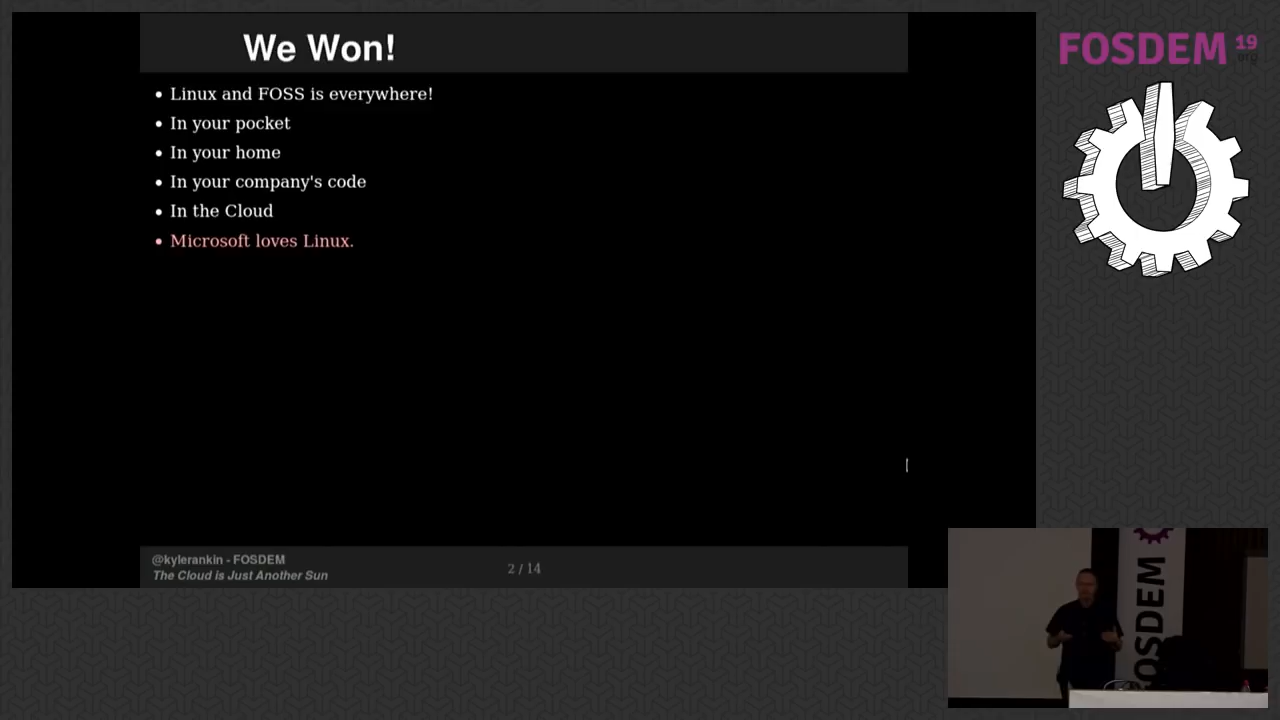 We Won!
Linux and FOSS is everywhere!
In your pocket
In your home
In your company's code
In the Cloud
Microsoft loves Linux.
@kylerankin - FOSDEM
The Cloud is Just Another Sun
2 / 14
FOSDEM 19
.org
FOSDEM